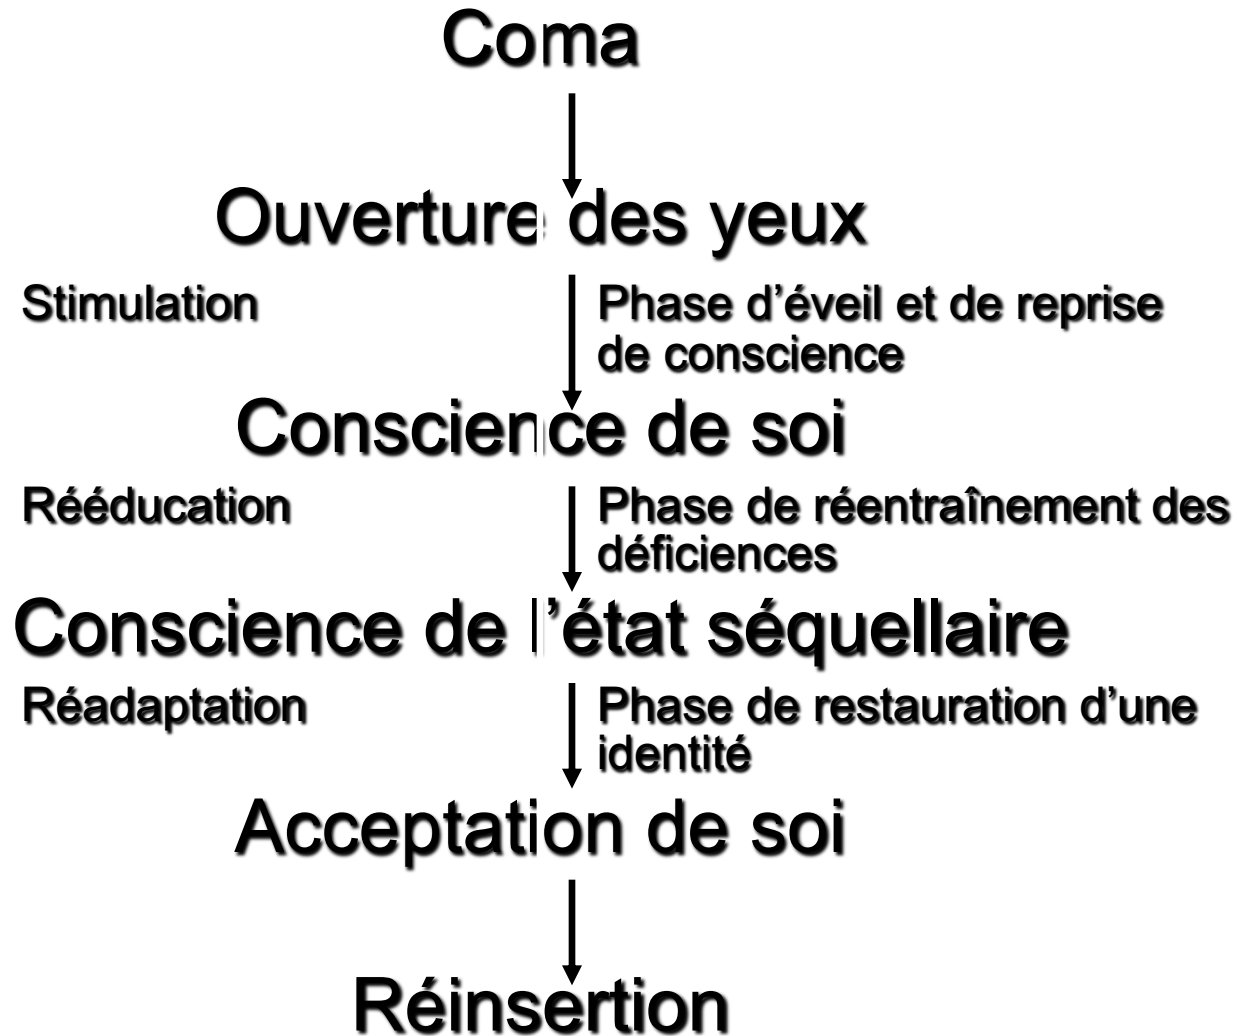 Coma
Ouverture des yeux
Stimulation
Phase d’éveil et de reprise
de conscience
Conscience de soi
Rééducation
Phase de réentraînement des
déficiences
Conscience de l’état séquellaire
Réadaptation
Phase de restauration d’une
identité
Acceptation de soi
Réinsertion